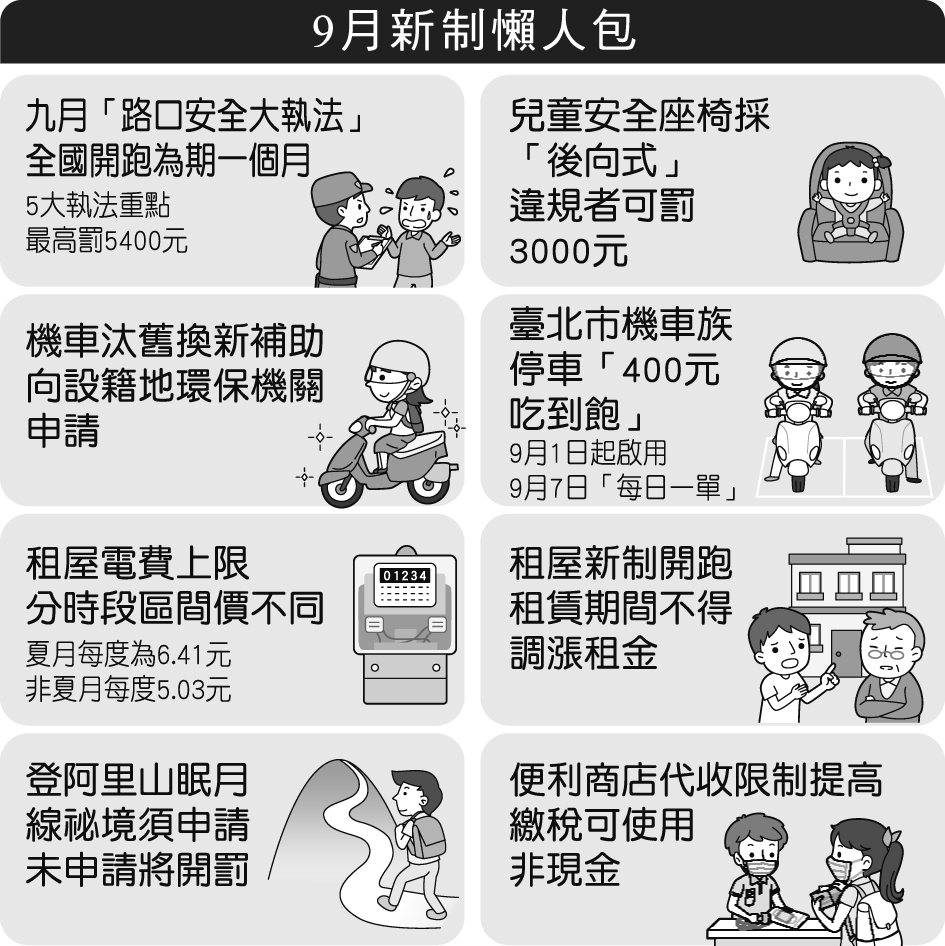 9月新制懶人包
九月「路口安全大執法」
全國開跑為期一個月
5大執法重點
最高罰5400元
兒童安全座椅採
「後向式」
違規者可罰
3000元
機車汰舊換新補助
向設籍地環保機關
申請
臺北市機車族
停車「400元
吃到飽」
9月1日起啟用
9月7日「每日一單」
租屋電費上限
分時段區間價不同
夏月每度為6.41元
非夏月每度5.03元
01234
租屋新制開跑
租賃期間不得
調漲租金
登阿里山眠月
線祕境須申請
未申請將開罰
便利商店代收限制提高
繳稅可使用
非現金